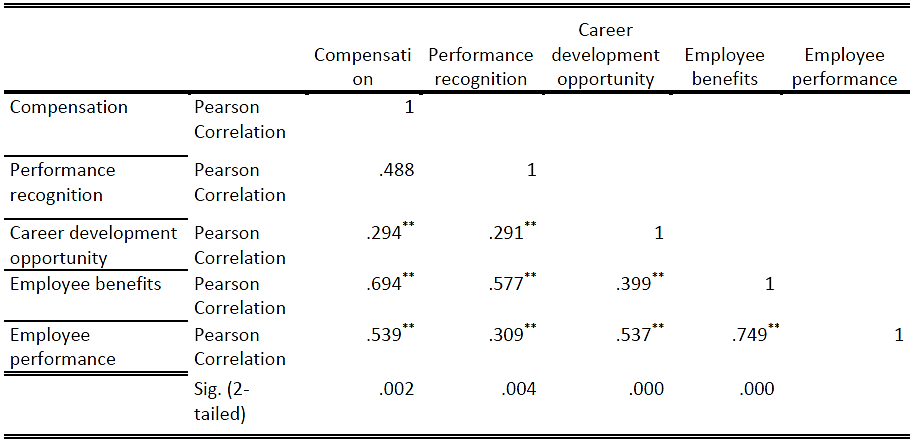 Career
Compensati Performance development Employee Employee
on recognition opportunity benefits performance
Compensation Pearson 1
Correlation
Performance Pearson .488 1
recognition Correlation
Career development Pearson .294** .291** 1
opportunity Correlation
Employee benefits Pearson .694** .577** .399** 1
Correlation
Employee Pearson .539** .309** .537** .749** 1
performance Correlation
Sig. (2- .002 .004 .000 .000
tailed)